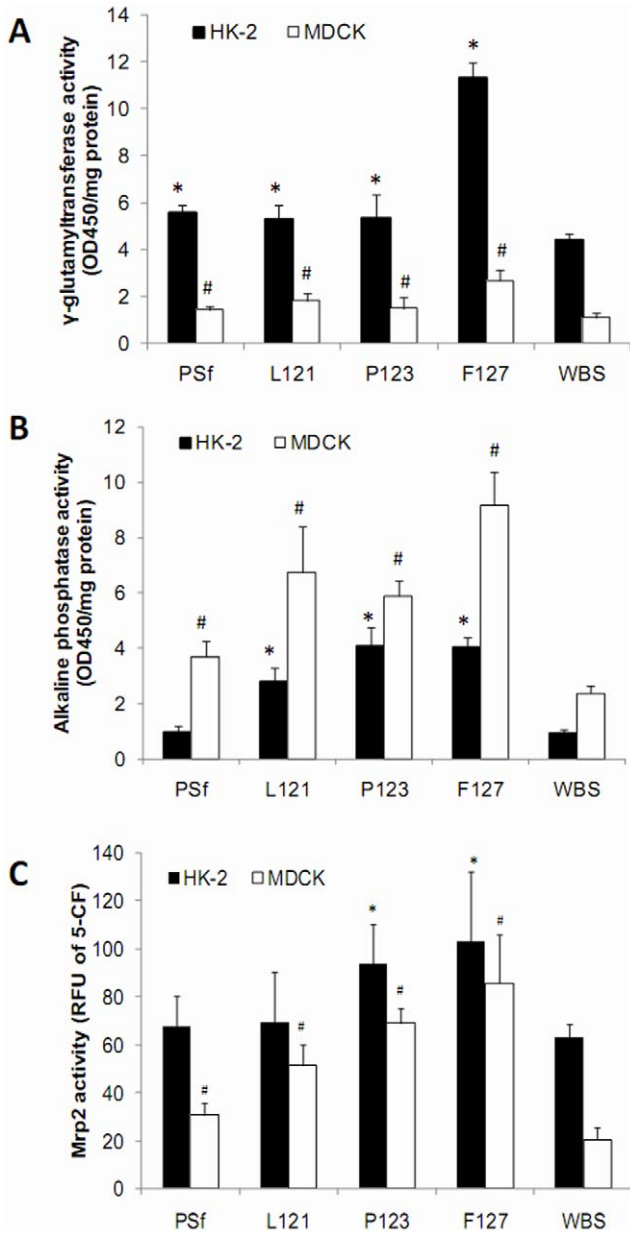 A
γ-glutamyltransferase activity
(OD450/mg protein)
14
12
10
8
6
4
2
0
HK-2 MDCK
* * * *
# # # #
PSf L121 P123 F127 WBS
B
Alkaline phosphatase activity
(OD450/mg protein)
12
10
8
6
4
2
0
HK-2 MDCK
* * *
# # # #
PSf L121 P123 F127 WBS
C
Mrp2 activity (RFU of 5-CF)
140
120
100
80
60
40
20
0
HK-2 MDCK
* *
# # # #
PSf L121 P123 F127 WBS